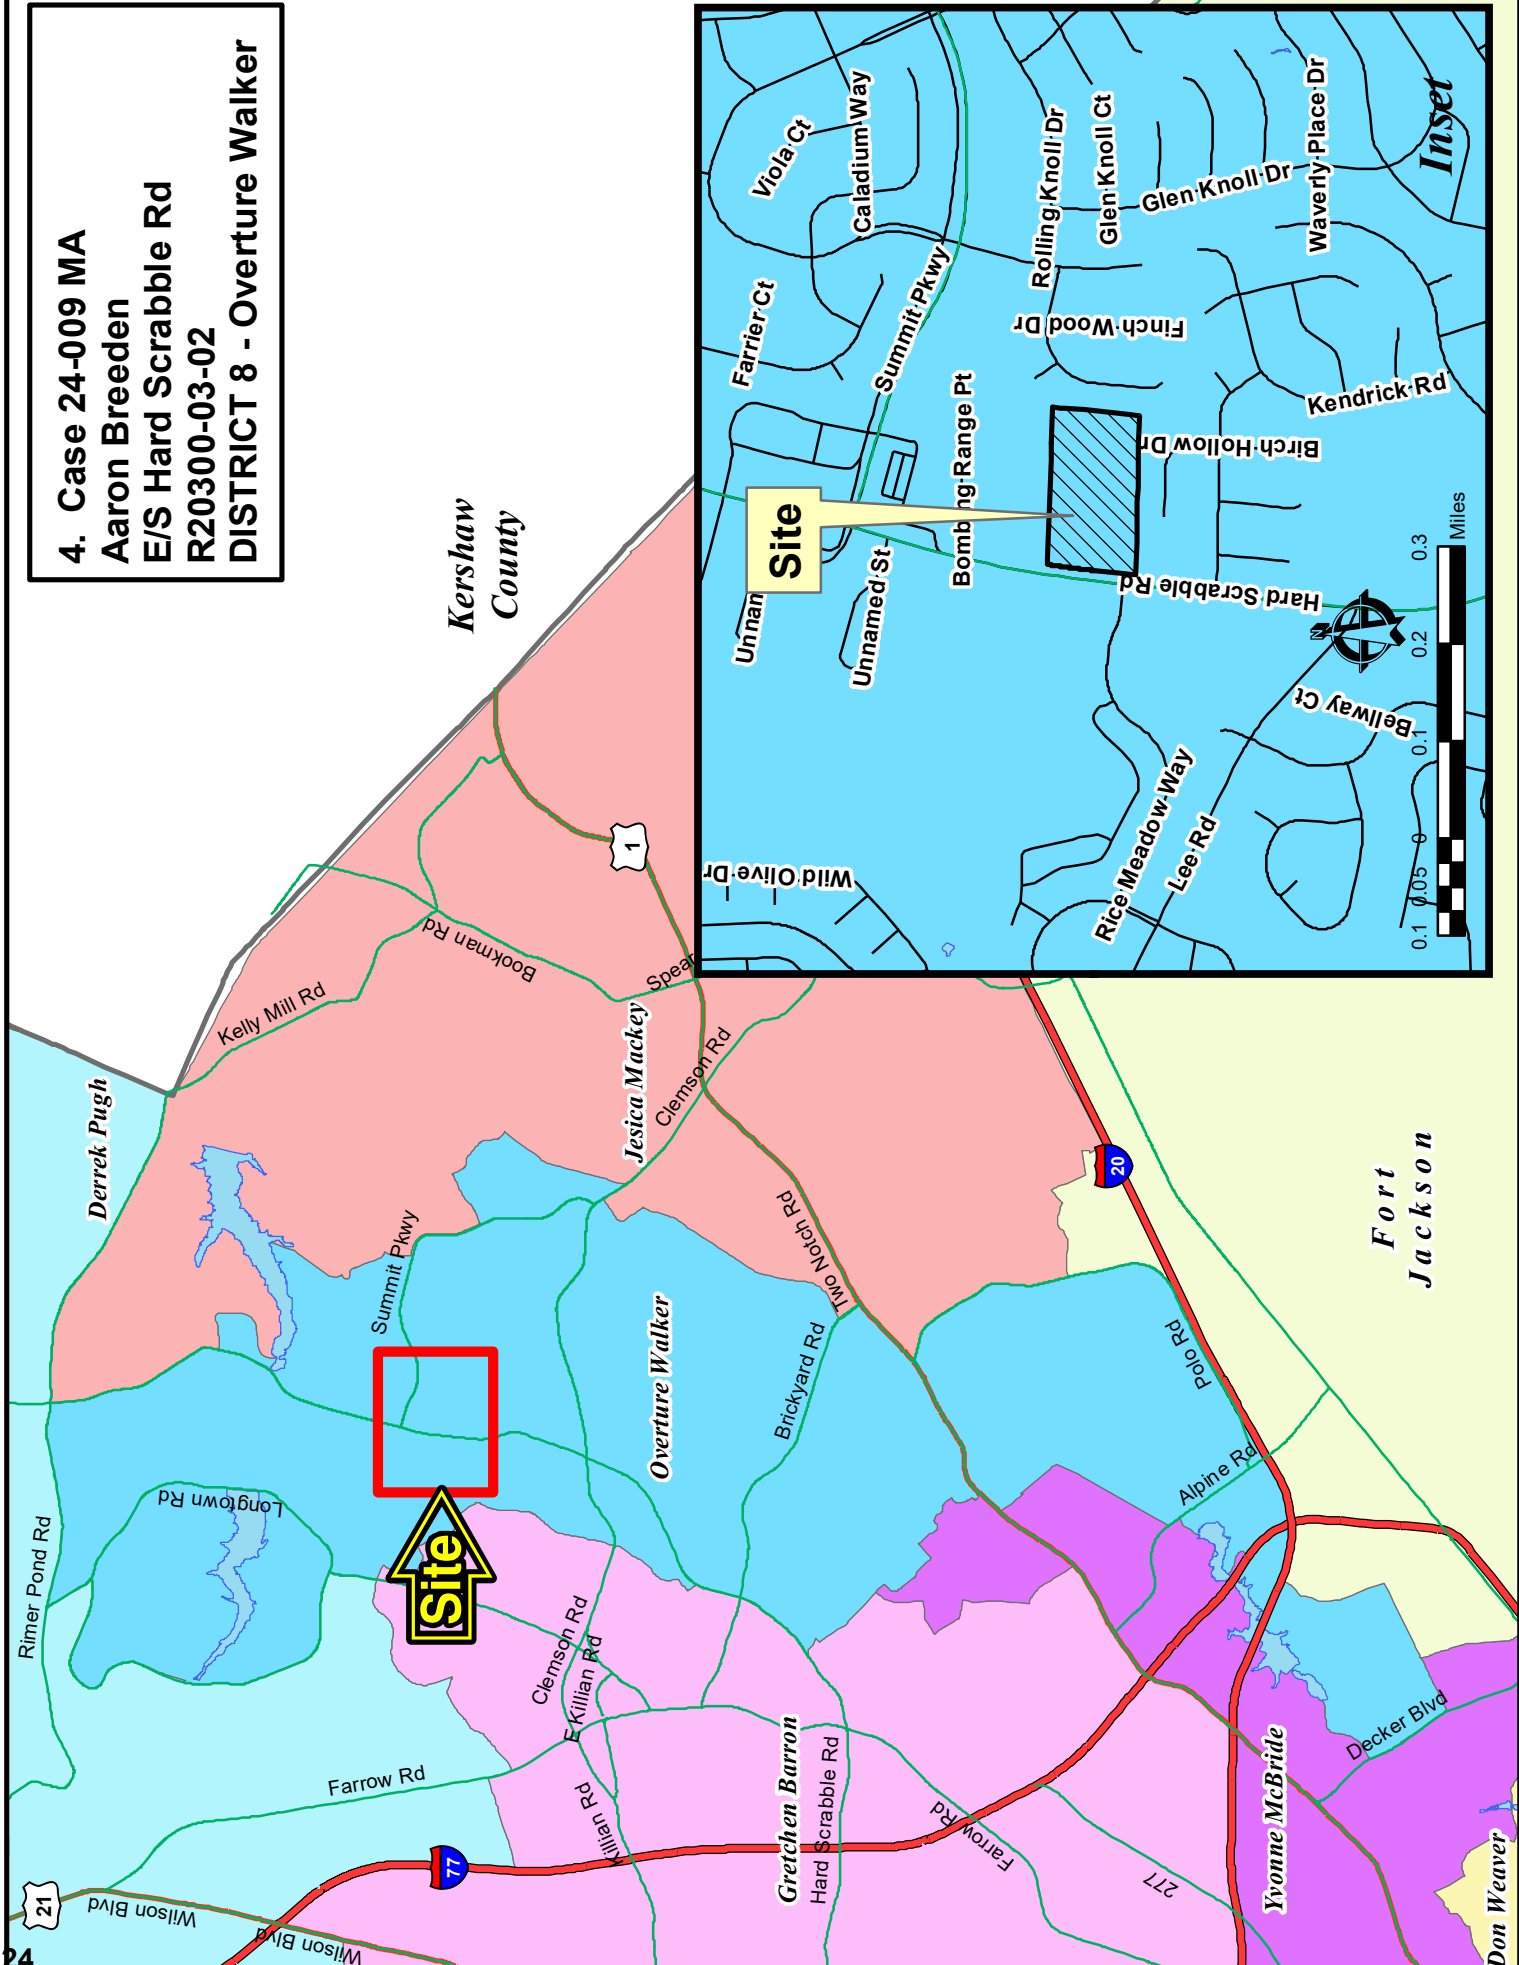 4. Case 24-009 MA
Aaron Breeden
E/S Hard Scrabble Rd
R20300-03-02
DISTRICT 8 - Overture Walker
Kershaw
County
Derrek Pugh
Kelly Mill Rd
Bookman Rd
Spear
Jesica Mackey
Clemson Rd
1
Rimer Pond Rd
Longtown Rd
Summit Pkwy
Site
Overture Walker
Two Notch Rd
Brickyard Rd
Polo Rd
Alpine Rd
20
Fort
Jackson
Clemson Rd
E Killian Rd
Killian Rd
Farrow Rd
Gretchen Barron
Hard Scrabble Rd
Farrow Rd
277
Yvonne McBride
Decker Blvd
Don Weaver
77
21
Wilson Blvd
Wilson Blvd
24
Inset
Viola Ct
Caladium Way
Farrier Ct
Summit Pkwy
Rolling Knoll Dr
Glen Knoll Ct
Glen Knoll Dr
Waverly Place Dr
Finch Wood Dr
Kendrick Rd
Birch Hollow Dr
Bombing Range Pt
Site
Unnan
Unnamed St
Hard Scrabble Rd
Wild Olive Dr
Rice Meadow Way
Lee Rd
Bellway Ct
N
0.1 0.05 0 0.1 0.2 0.3
Miles